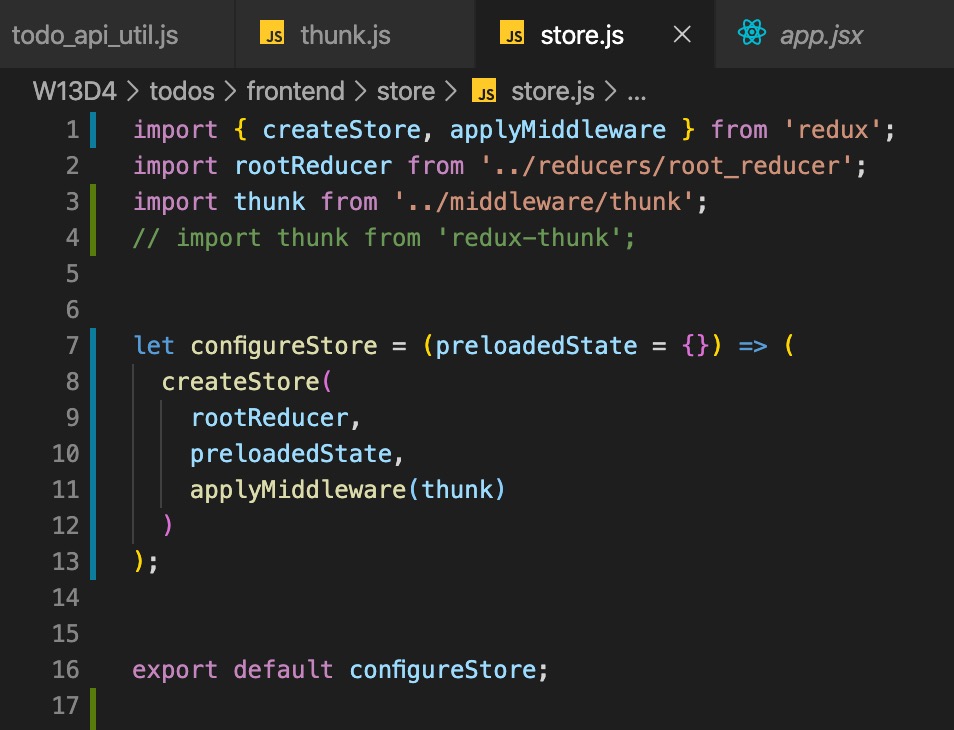 todo_api_util.js JS thunk.js JS store.js × app.jsx
W13D4 > todos > frontend > store > JS store.js > ...
1 import { createStore, applyMiddleware } from 'redux';
2 import rootReducer from '../reducers/root_reducer';
3 import thunk from '../middleware/thunk';
4 // import thunk from 'redux-thunk';
5
6
7 let configureStore = (preloadedState = {}) => (
8   createStore(
9     rootReducer,
10     preloadedState,
11     applyMiddleware(thunk)
12   )
13 );
14
15
16 export default configureStore;
17